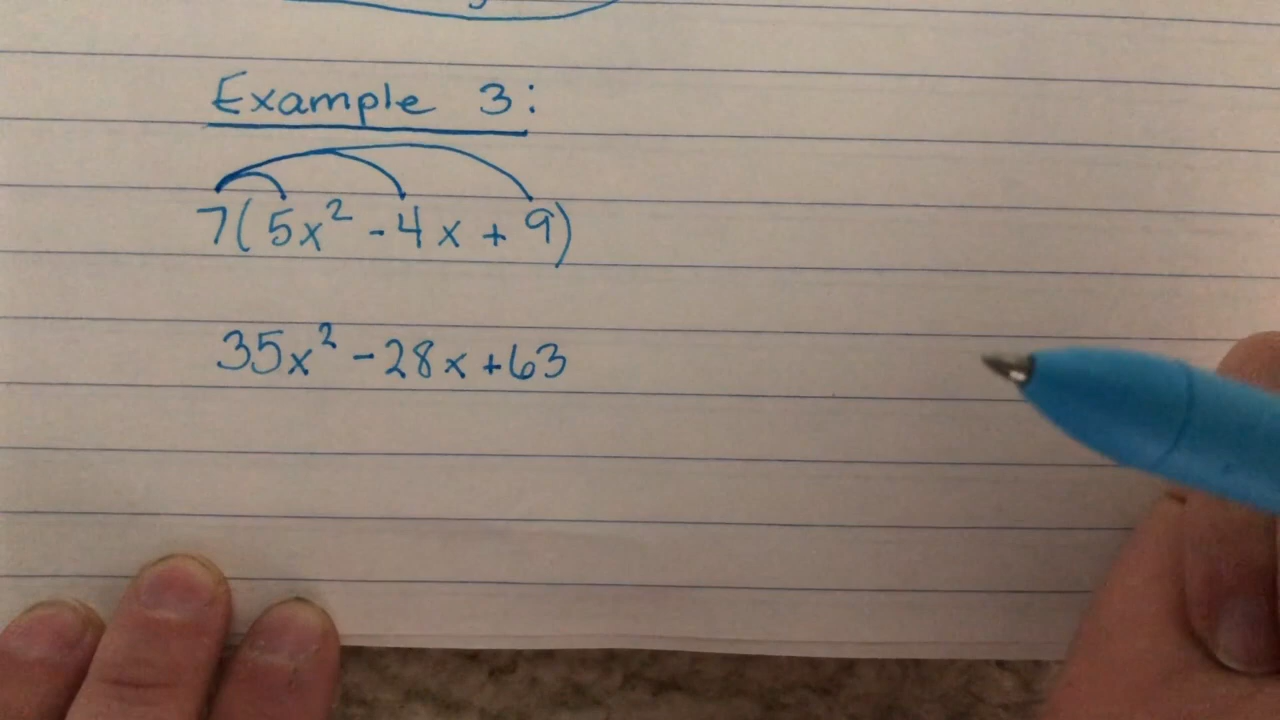 Example 3:
7(5x² - 4x + 9)
35x² - 28x + 63